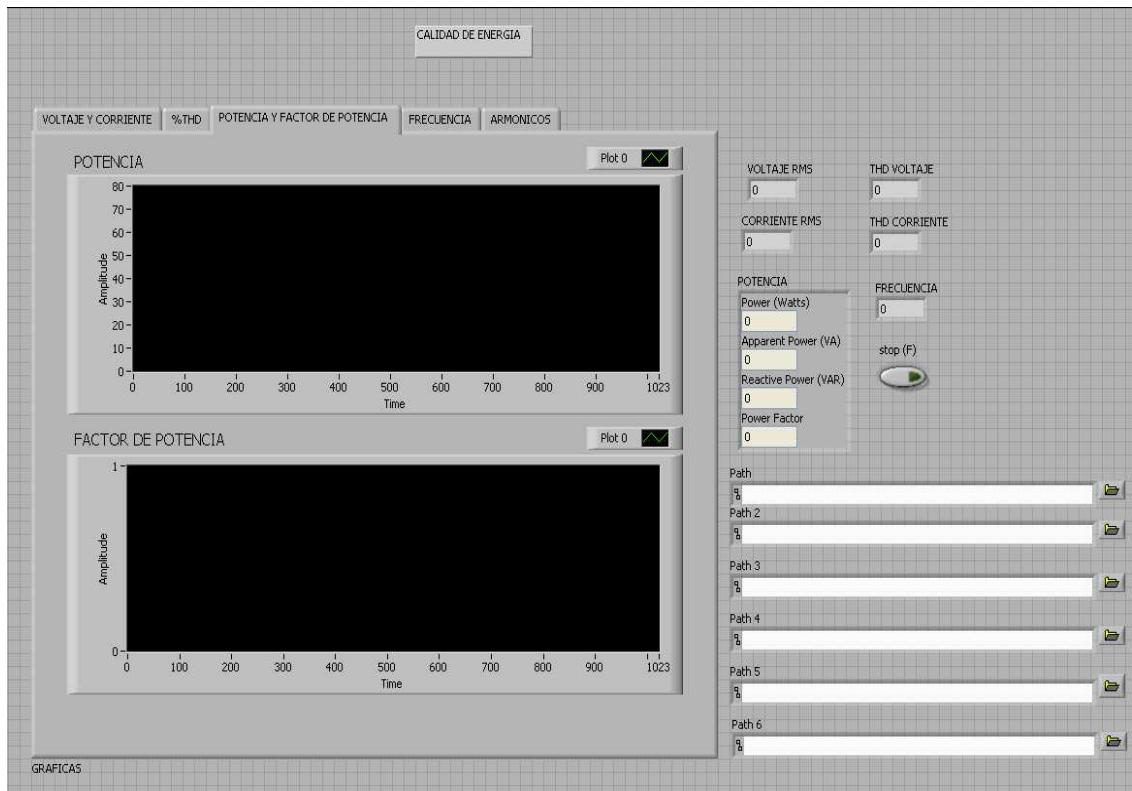 CALIDAD DE ENERGIA
VOLTAJE Y CORRIENTE %THD POTENCIA Y FACTOR DE POTENCIA FRECUENCIA ARMONICOS
POTENCIA Plot 0
80
70
60
50
40
30
20
10
0
Amplitude
0 100 200 300 400 500 600 700 800 900 1023
Time
FACTOR DE POTENCIA Plot 0
1
0
Amplitude
0 100 200 300 400 500 600 700 800 900 1023
Time
GRAFICAS
VOLTAJE RMS THD VOLTAJE
0 0
CORRIENTE RMS THD CORRIENTE
0 0
POTENCIA
Power (Watts)
0
Apparent Power (VA)
0
Reactive Power (VAR)
0
Power Factor
0
FRECUENCIA
0
stop (F)
Path
Path 2
Path 3
Path 4
Path 5
Path 6